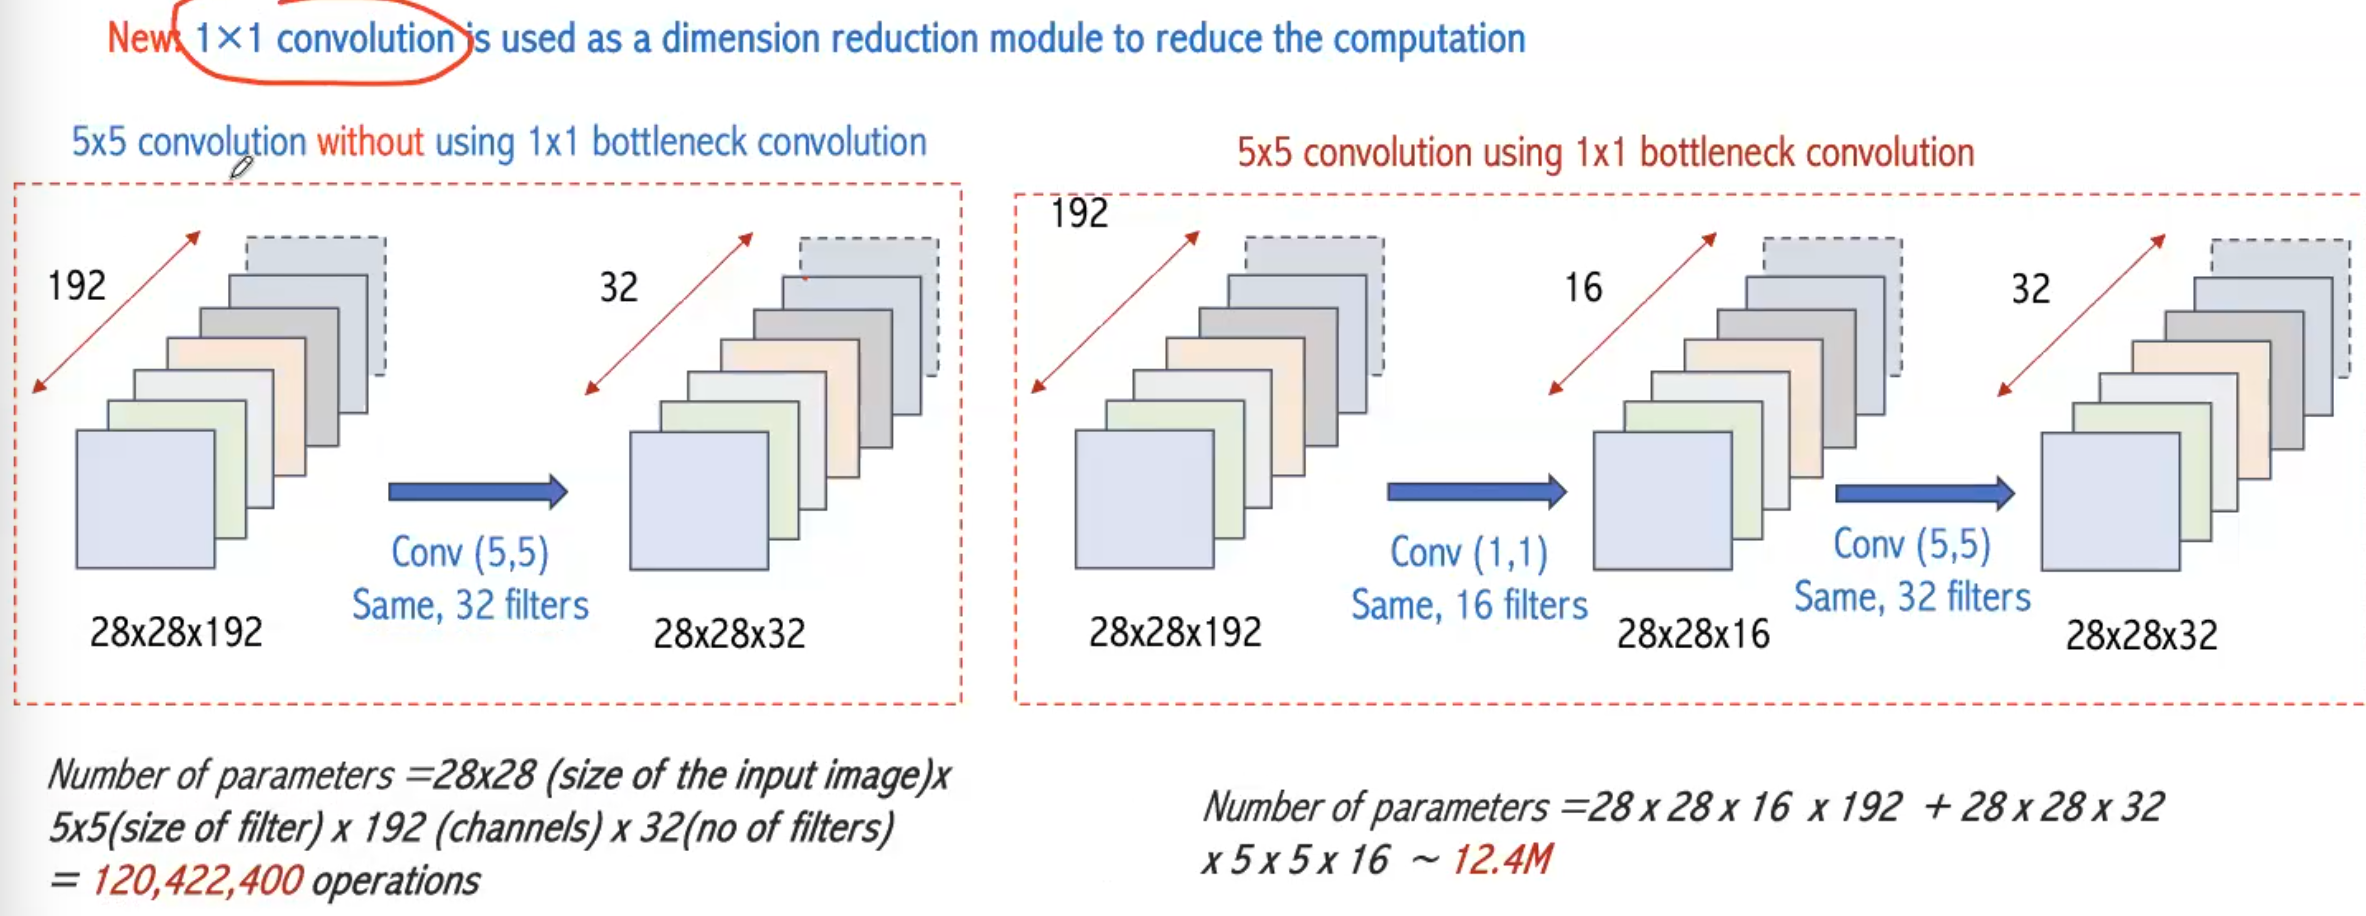 New: 1×1 convolution is used as a dimension reduction module to reduce the computation
5x5 convolution without using 1x1 bottleneck convolution
192
32
Conv (5,5)
Same, 32 filters
28x28x192
28x28x32
Number of parameters =28x28 (size of the input image)x
5x5(size of filter) x 192 (channels) x 32(no of filters)
= 120,422,400 operations
5x5 convolution using 1x1 bottleneck convolution
192
16
32
Conv (1,1)
Same, 16 filters
Conv (5,5)
Same, 32 filters
28x28x192
28x28x16
28x28x32
Number of parameters =28 x 28 x 16 x 192 + 28 x 28 x 32
x 5 x 5 x 16 ~ 12.4M